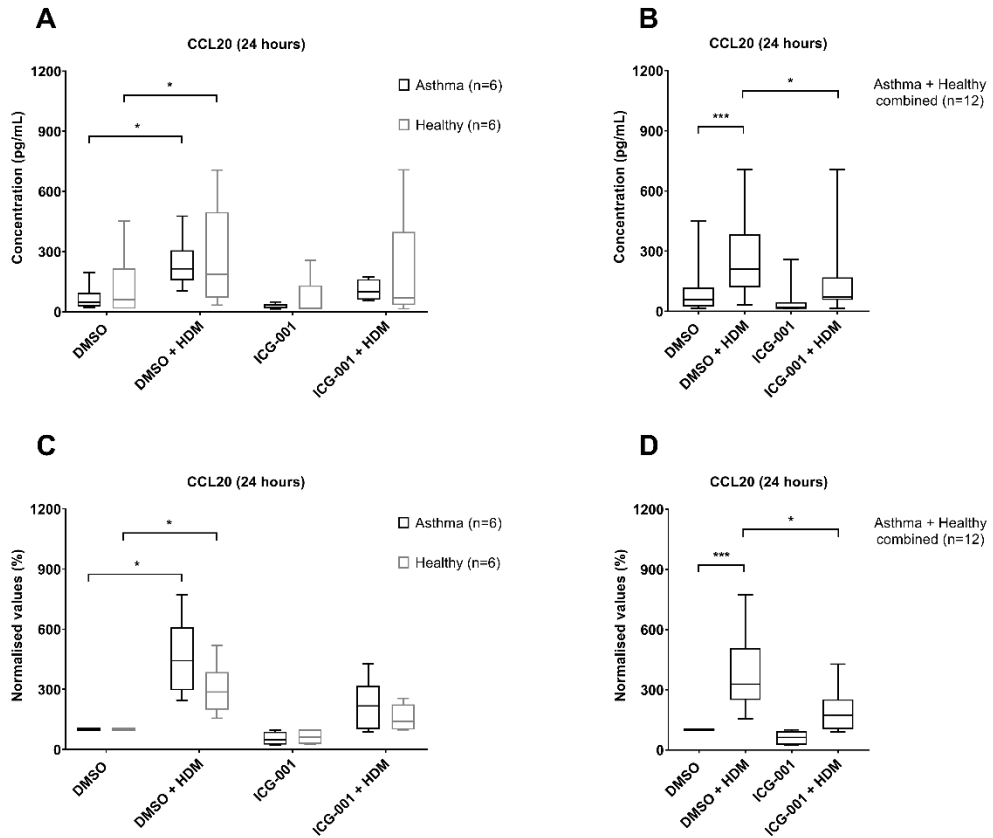 A
CCL20 (24 hours)
Concentration (pg/mL)
1200
900
600
300
0
*
*
Asthma (n=6)
Healthy (n=6)
DMSO
DMSO + HDM
ICG-001
ICG-001 + HDM
B
CCL20 (24 hours)
Concentration (pg/mL)
1200
900
600
300
0
***
*
Asthma + Healthy
combined (n=12)
DMSO
DMSO + HDM
ICG-001
ICG-001 + HDM
C
CCL20 (24 hours)
Normalised values (%)
1200
900
600
300
0
*
*
Asthma (n=6)
Healthy (n=6)
DMSO
DMSO + HDM
ICG-001
ICG-001 + HDM
D
CCL20 (24 hours)
Normalised values (%)
1200
900
600
300
0
***
*
Asthma + Healthy
combined (n=12)
DMSO
DMSO + HDM
ICG-001
ICG-001 + HDM